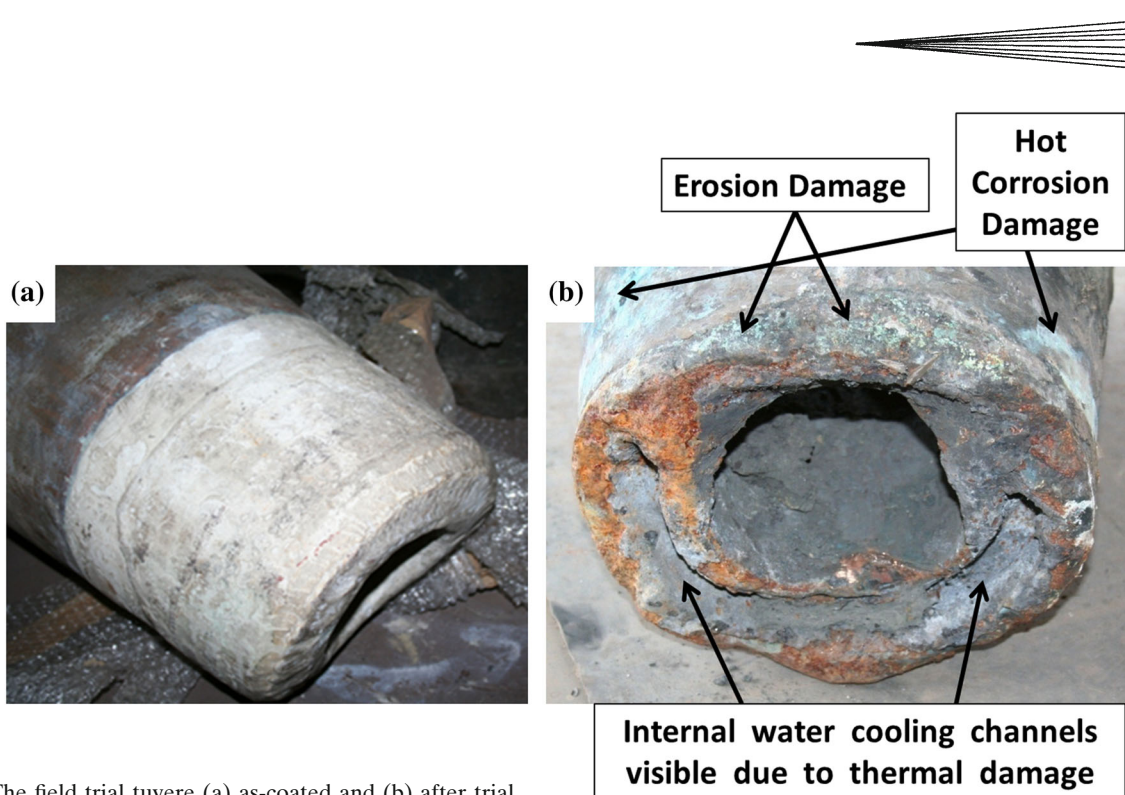 Hot
Corrosion
Damage
Erosion Damage
(a)
(b)
Internal water cooling channels
visible due to thermal damage
The field trial tuyere (a) as-coated and (b) after trial